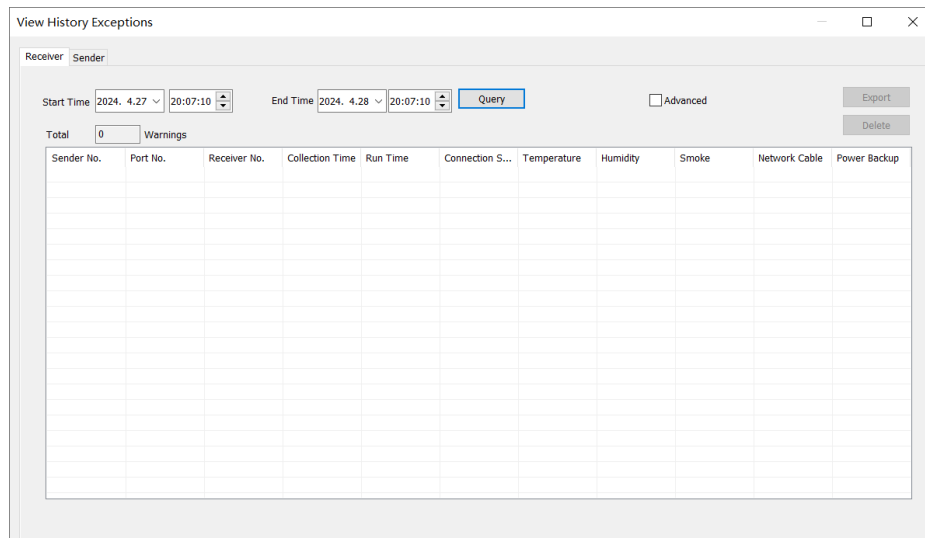 View History Exceptions
Receiver Sender
Start Time 2024. 4.27 20:07:10 End Time 2024. 4.28 20:07:10 Query Advanced Export
Delete
Total 0 Warnings
Sender No. Port No. Receiver No. Collection Time Run Time Connection S... Temperature Humidity Smoke Network Cable Power Backup